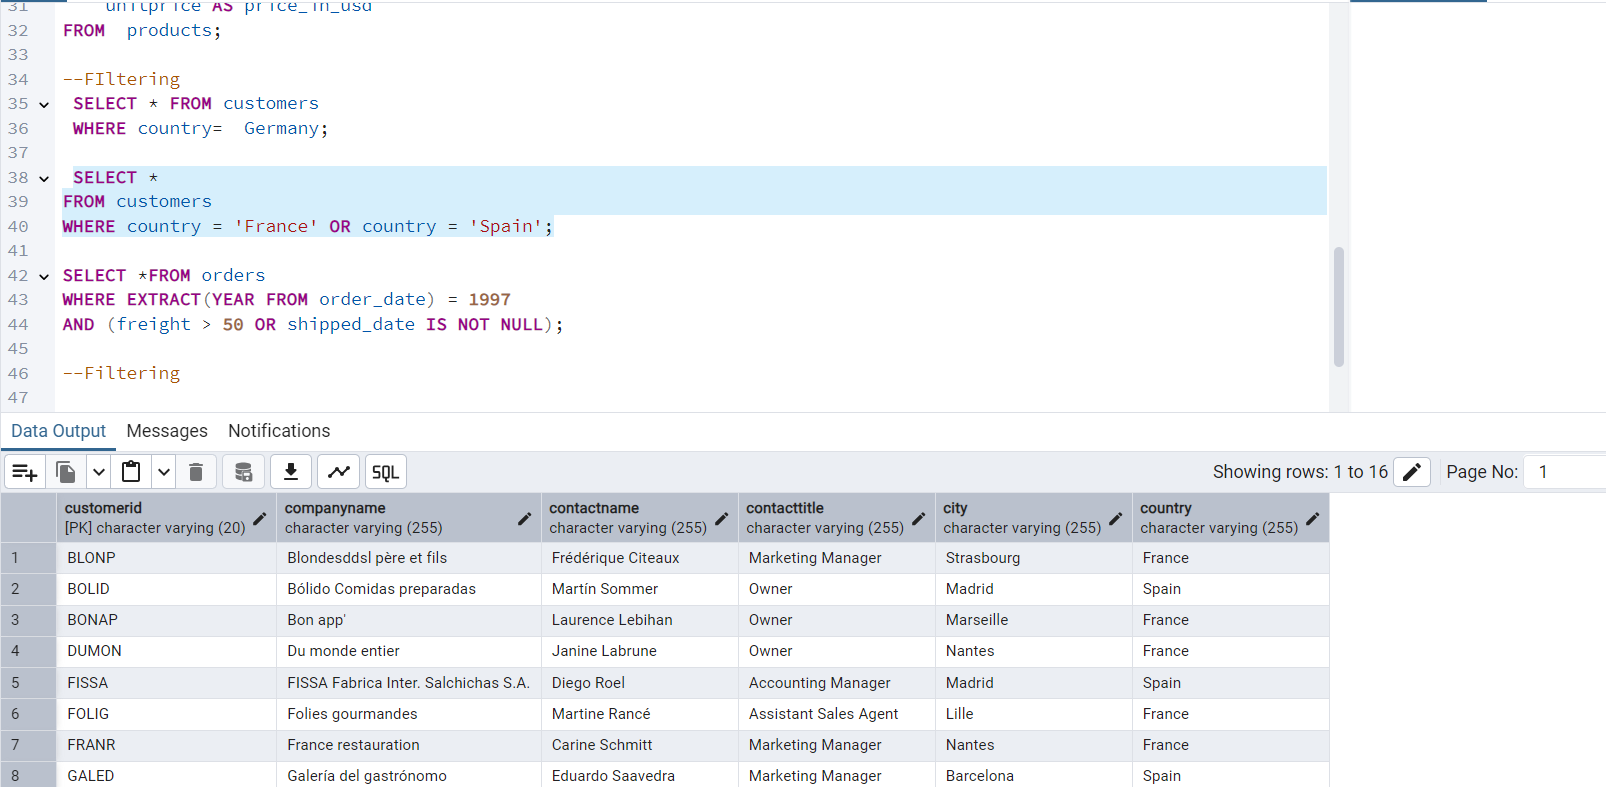 31 unitprice AS price_in_usd
32 FROM  products;
33
34 --FIltering
35 SELECT * FROM customers
36 WHERE country=  Germany;
37
38 SELECT *
39 FROM customers
40 WHERE country = 'France' OR country = 'Spain';
41
42 SELECT *FROM orders
43 WHERE EXTRACT(YEAR FROM order_date) = 1997
44 AND (freight > 50 OR shipped_date IS NOT NULL);
45
46 --Filtering
47
Data Output Messages Notifications
SQL Showing rows: 1 to 16 Page No: 1
customerid companyname contactname contacttitle city country
[PK] character varying (20) character varying (255) character varying (255) character varying (255) character varying (255) character varying (255)
1 BLONP Blondesddsl père et fils Frédérique Citeaux Marketing Manager Strasbourg France
2 BOLID Bólido Comidas preparadas Martín Sommer Owner Madrid Spain
3 BONAP Bon app' Laurence Lebihan Owner Marseille France
4 DUMON Du monde entier Janine Labrune Owner Nantes France
5 FISSA FISSA Fabrica Inter. Salchichas S.A. Diego Roel Accounting Manager Madrid Spain
6 FOLIG Folies gourmandes Martine Rancé Assistant Sales Agent Lille France
7 FRANR France restauration Carine Schmitt Marketing Manager Nantes France
8 GALED Galería del gastrónomo Eduardo Saavedra Marketing Manager Barcelona Spain